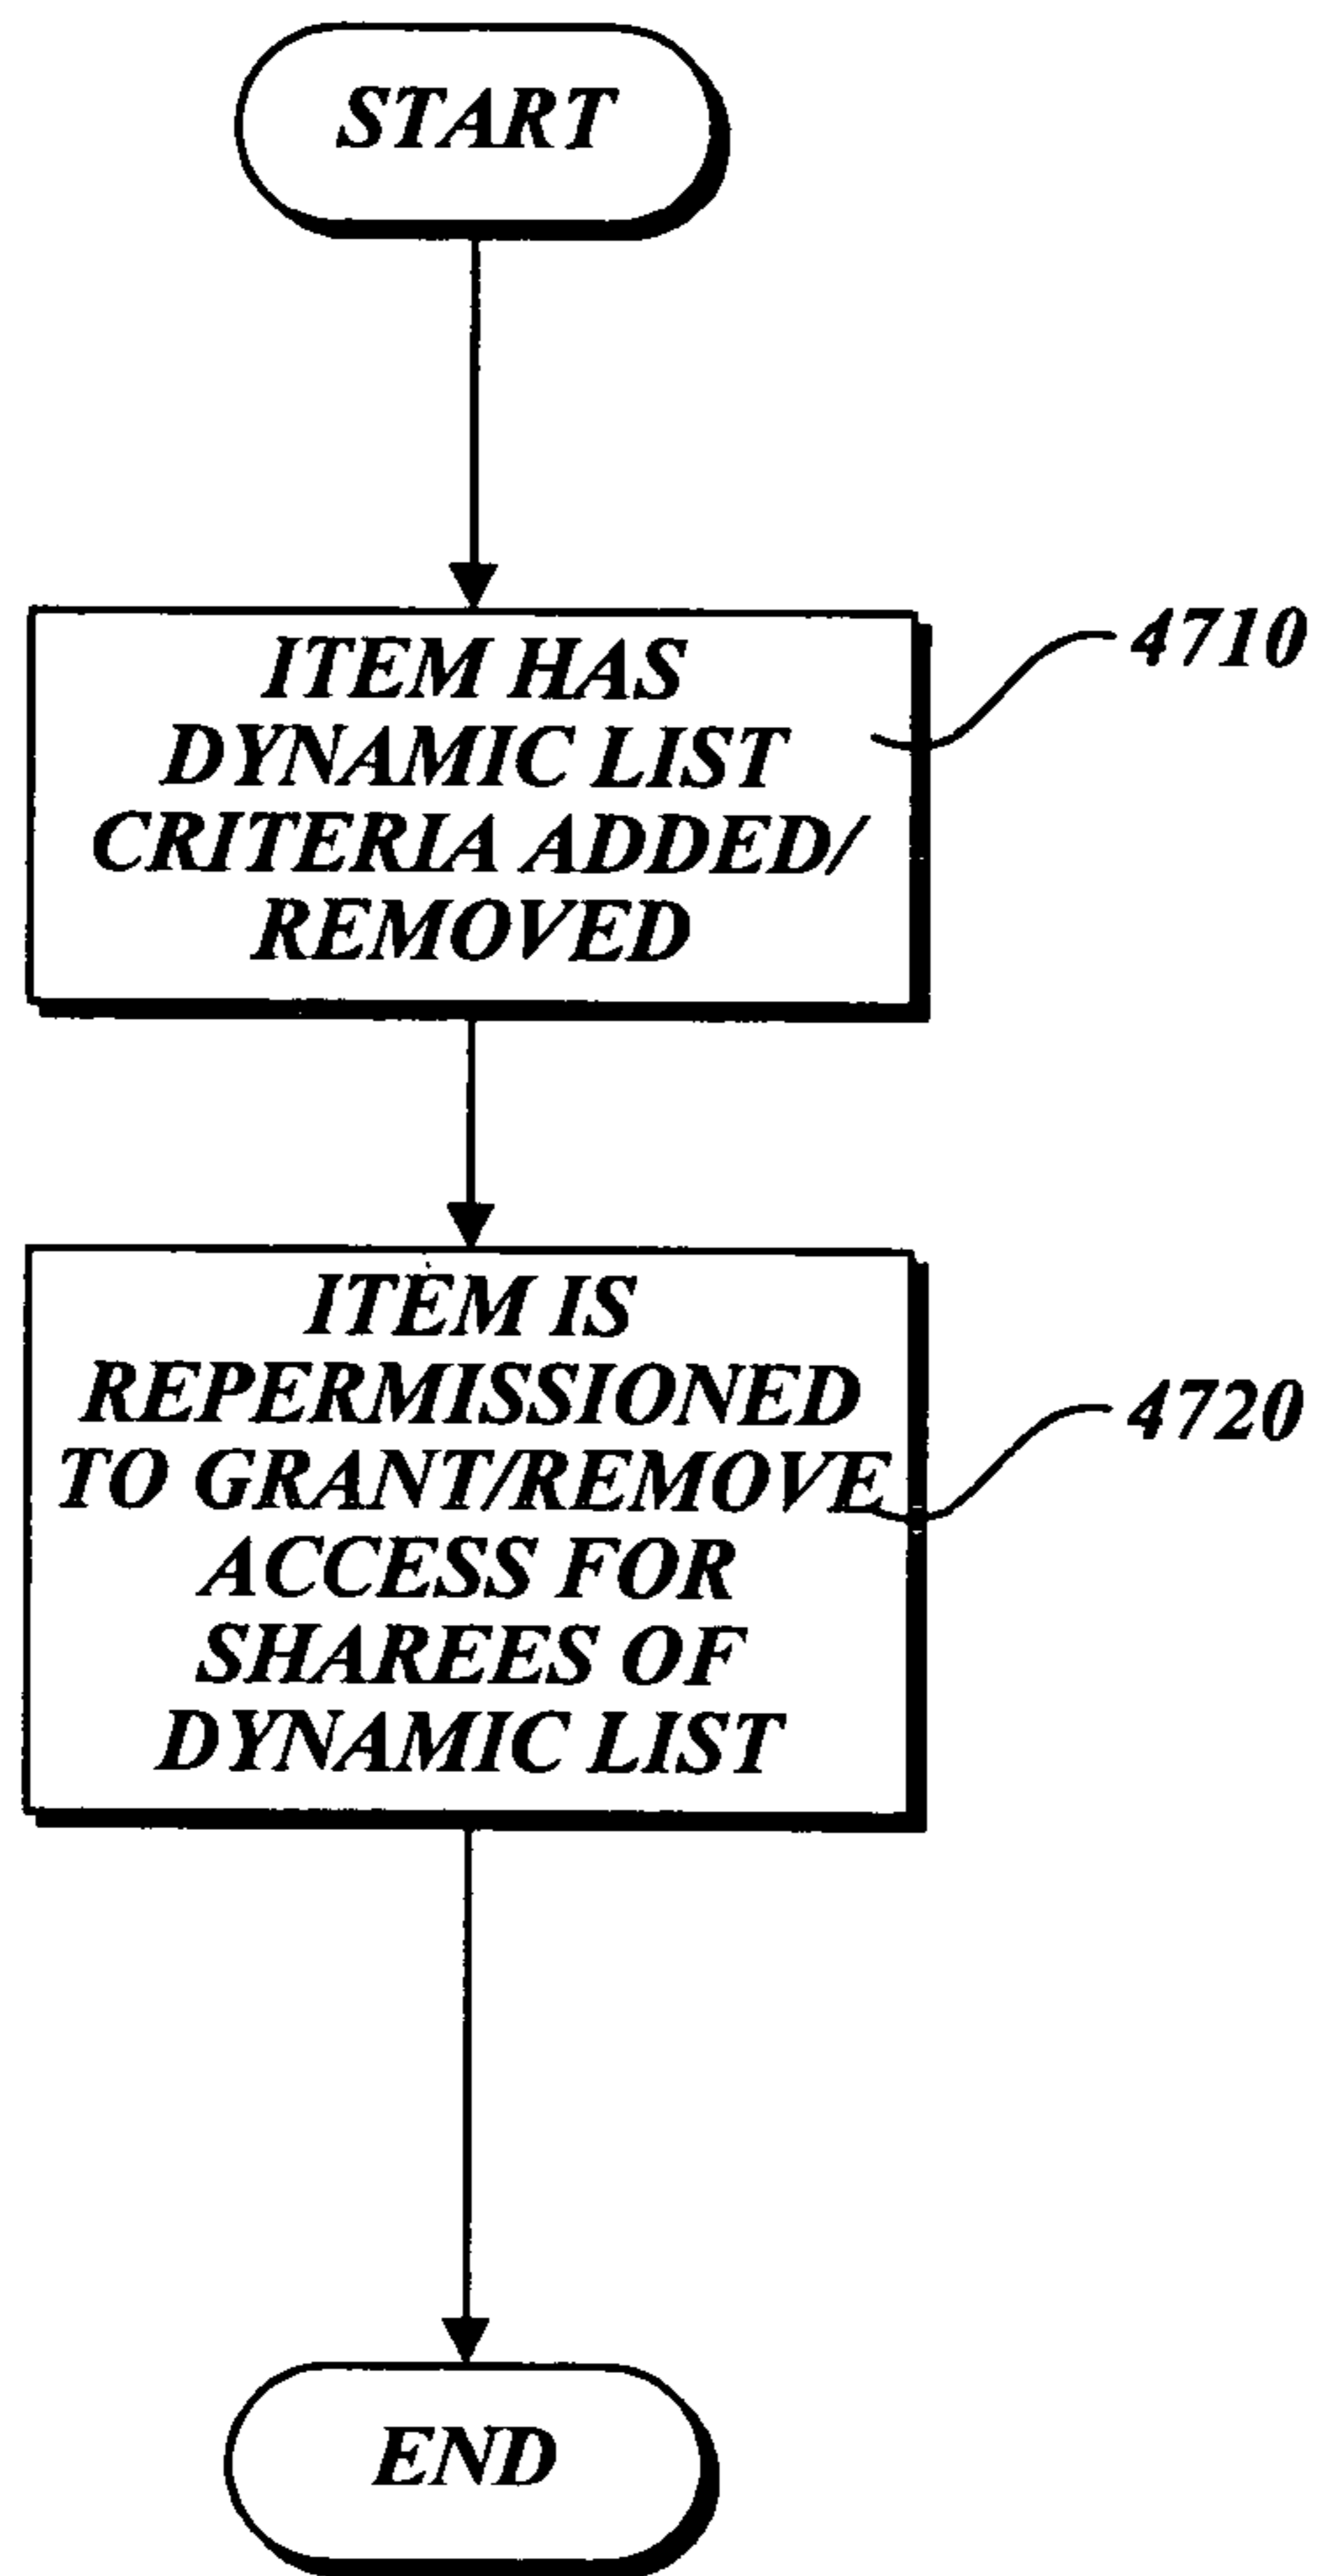 START
ITEM HAS
DYNAMIC LIST
CRITERIA ADDED/
REMOVED
4710
ITEM IS
REPERMISSIONED
TO GRANT/REMOVE
ACCESS FOR
SHAREES OF
DYNAMIC LIST
4720
END